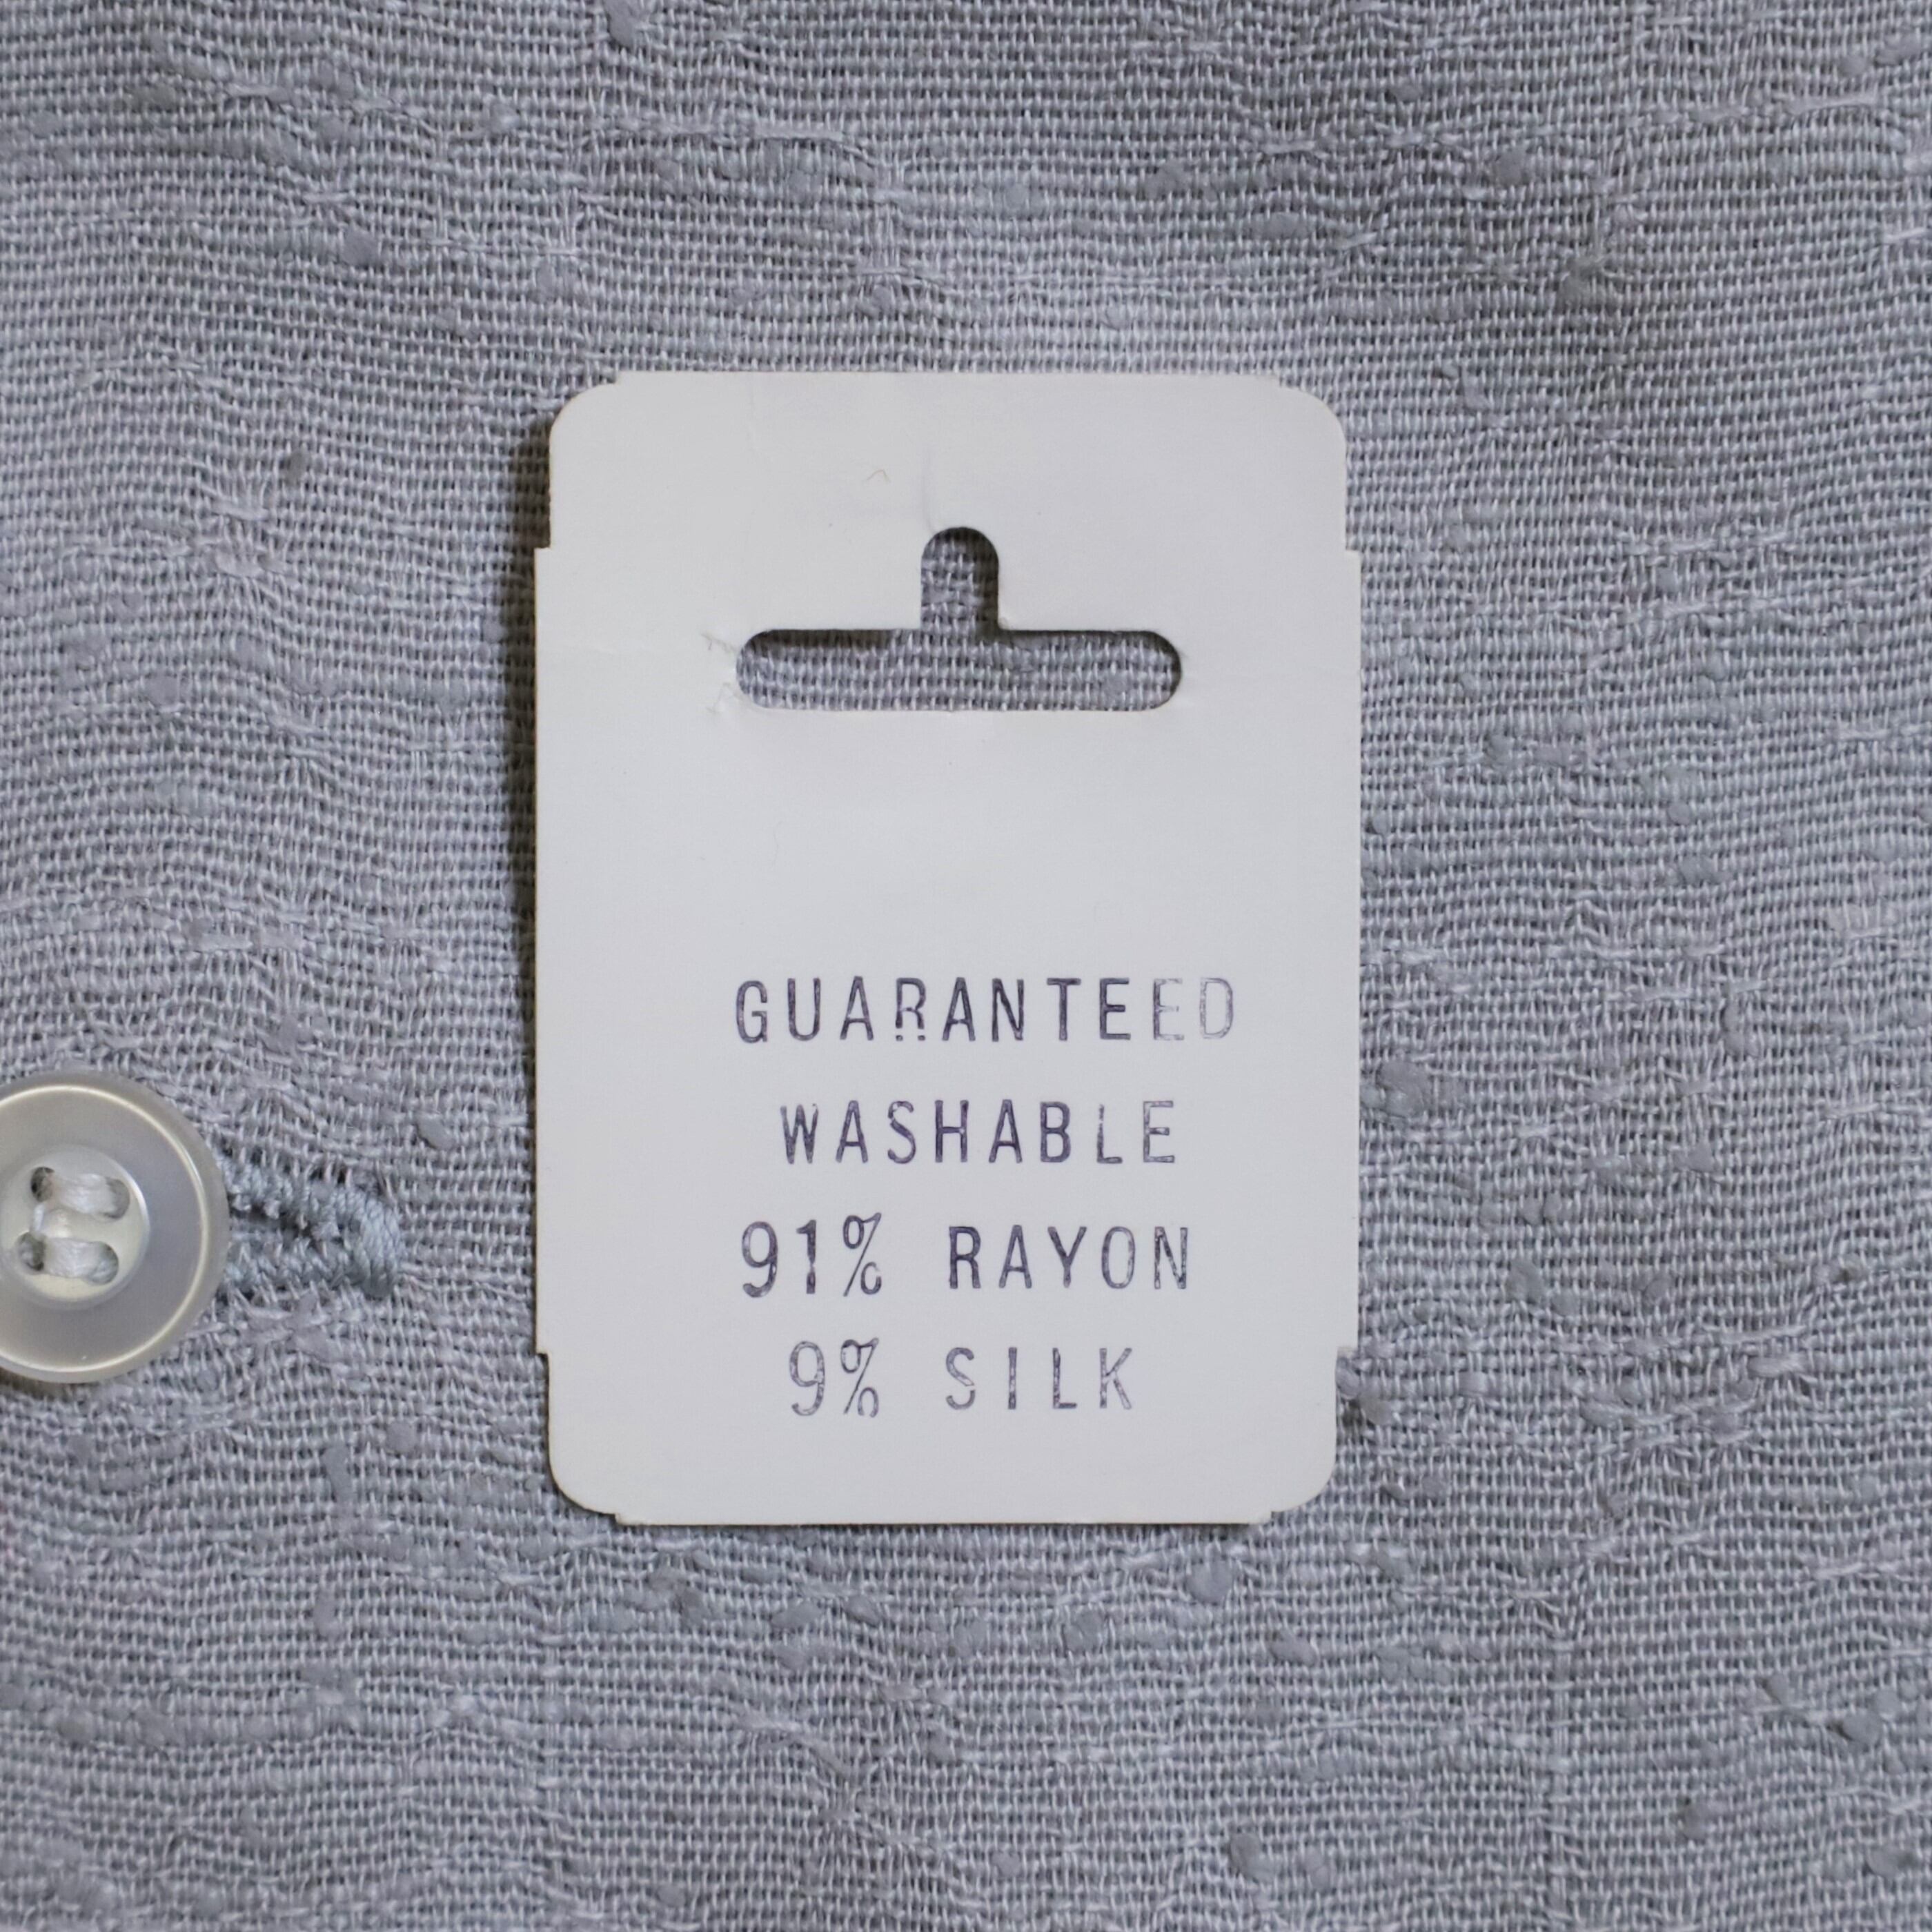 GUARANTEED
WASHABLE
91% RAYON
9% SILK